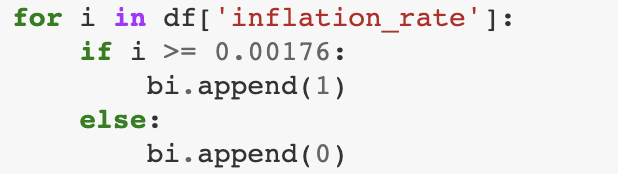 for i in df['inflation_rate']:
    if i >= 0.00176:
        bi.append(1)
    else:
        bi.append(0)